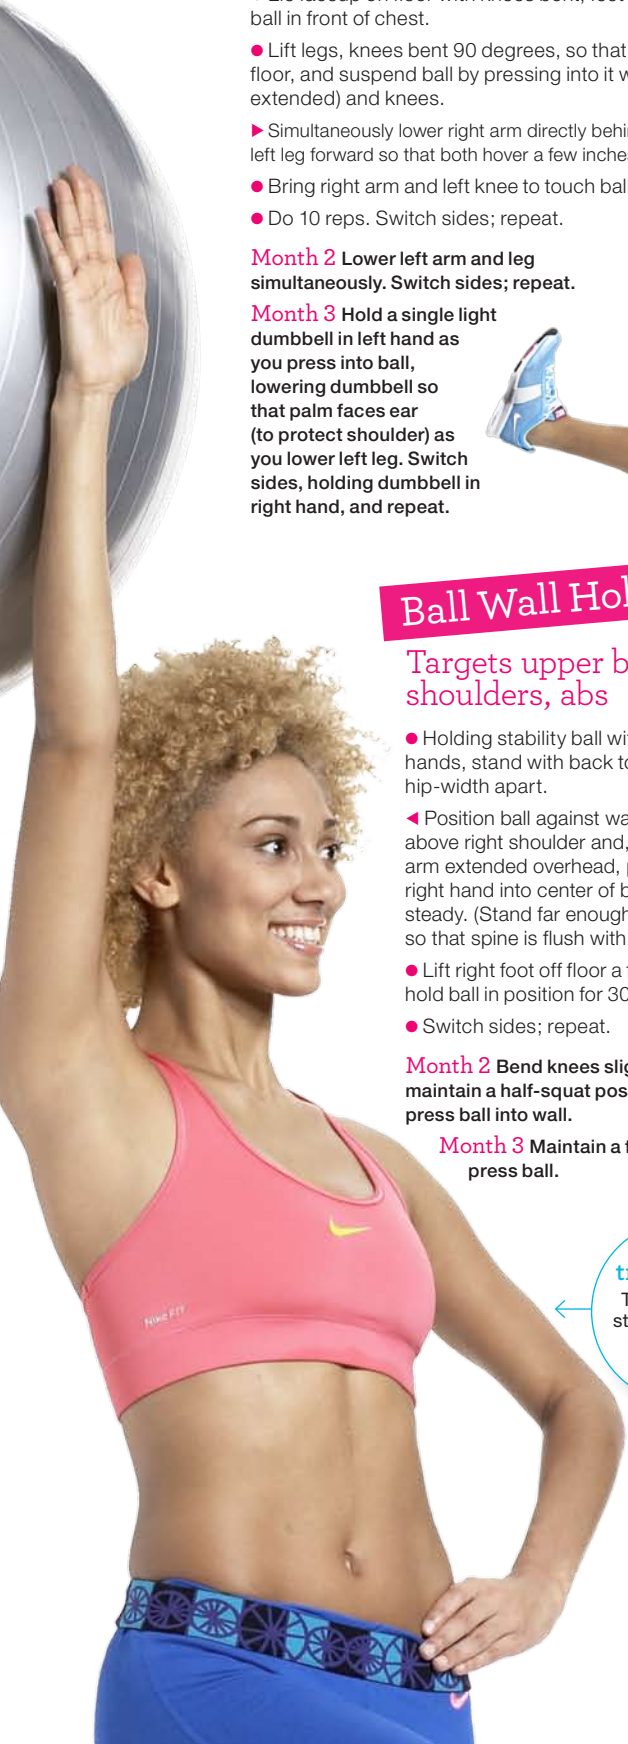 ball in front of chest.
● Lift legs, knees bent 90 degrees, so that
floor, and suspend ball by pressing into it
extended) and knees.
▶ Simultaneously lower right arm directly
left leg forward so that both hover a few
● Bring right arm and left knee to touch
● Do 10 reps. Switch sides; repeat.
Month 2 Lower left arm and leg
simultaneously. Switch sides; repeat.
Month 3 Hold a single light
dumbbell in left hand as
you press into ball,
lowering dumbbell so
that palm faces ear
(to protect shoulder) as
you lower left leg. Switch
sides, holding dumbbell in
right hand, and repeat.
Ball Wall
Targets upper
shoulders, abs
● Holding stability ball
hands, stand with back
hip-width apart.
◀ Position ball against
above right shoulder and,
arm extended overhead,
right hand into center of
steady. (Stand far enough
so that spine is flush with
● Lift right foot off floor a
hold ball in position for 30
● Switch sides; repeat.
Month 2 Bend knees
maintain a half-squat
press ball into wall.
Month 3 Maintain a
press ball.
Nike FIT